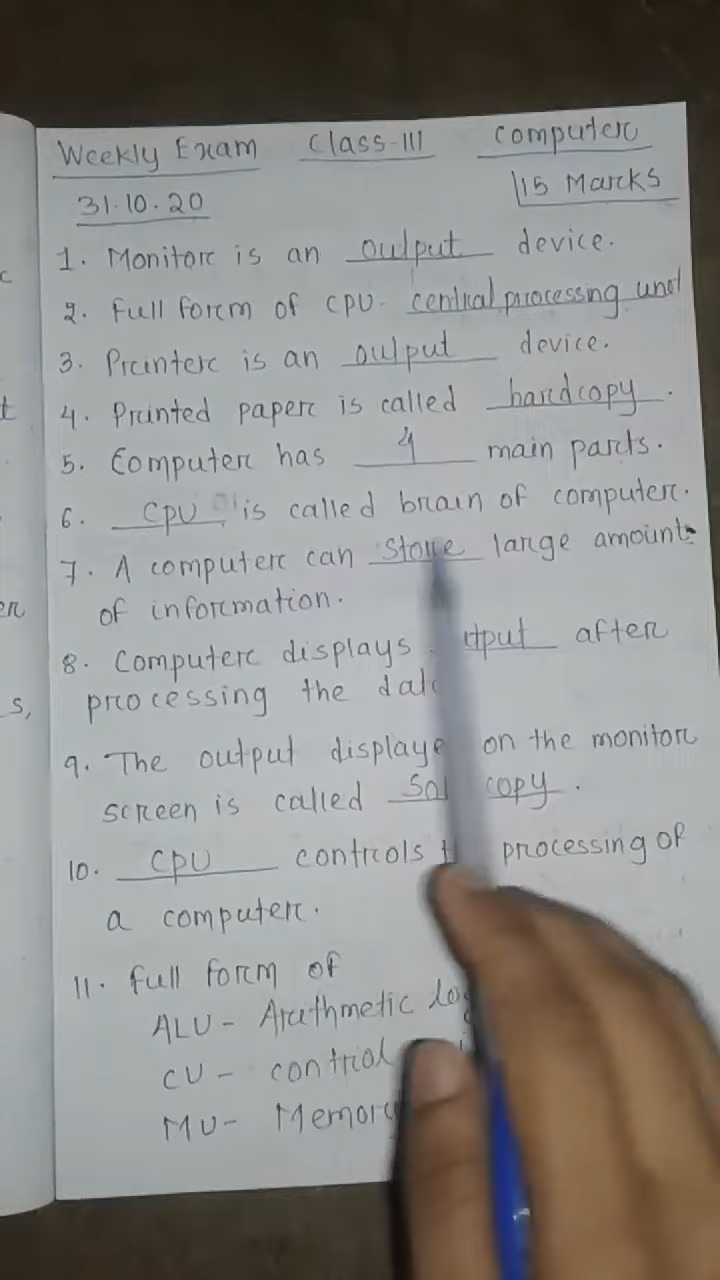 Weekly Exam Class-III Computer
31.10.20 15 Marks
1. Monitor is an output device.
2. Full form of CPU- central processing unit
3. Printer is an output device.
4. Printed paper is called hardcopy.
5. Computer has 4 main parts.
6. CPU is called brain of computer.
7. A computer can store large amount
of information.
8. Computer displays output after
processing the data
9. The output displayed on the monitor
screen is called copy.
10. CPU controls processing of
a computer.
11. Full form of
ALU- Arithmetic
CU- control
MU- Memory
c
t
er
s,